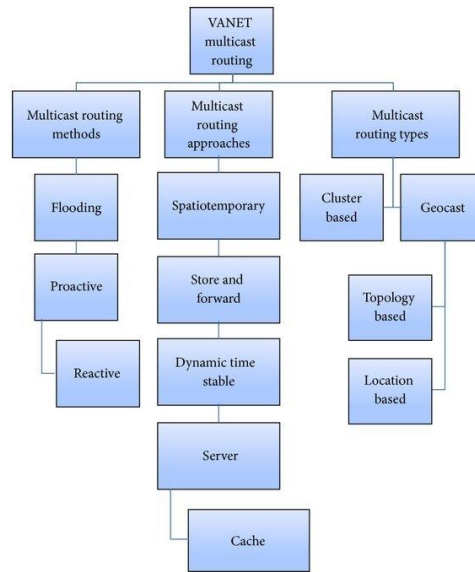 VANET
multicast
routing
Multicast routing
methods
Multicast
routing
approaches
Multicast
routing types
Flooding
Spatiotemporary
Cluster
based
Geocast
Proactive
Store and
forward
Topology
based
Reactive
Dynamic time
stable
Location
based
Server
Cache